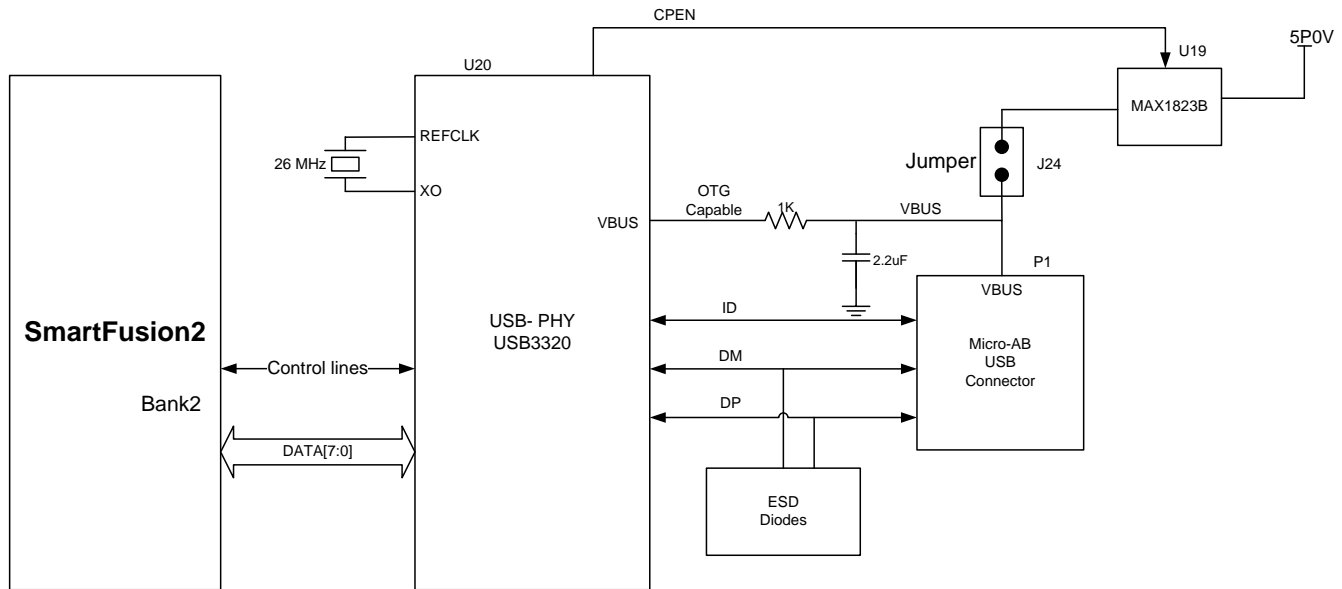 CPEN
5P0V
U20
U19
MAX1823B
REFCLK
26 MHz
XO
Jumper
J24
OTG
Capable
1K
VBUS
VBUS
2.2uF
P1
VBUS
SmartFusion2
USB- PHY
USB3320
ID
Micro-AB
USB
Connector
Control lines
DM
Bank2
DP
DATA[7:0]
ESD
Diodes